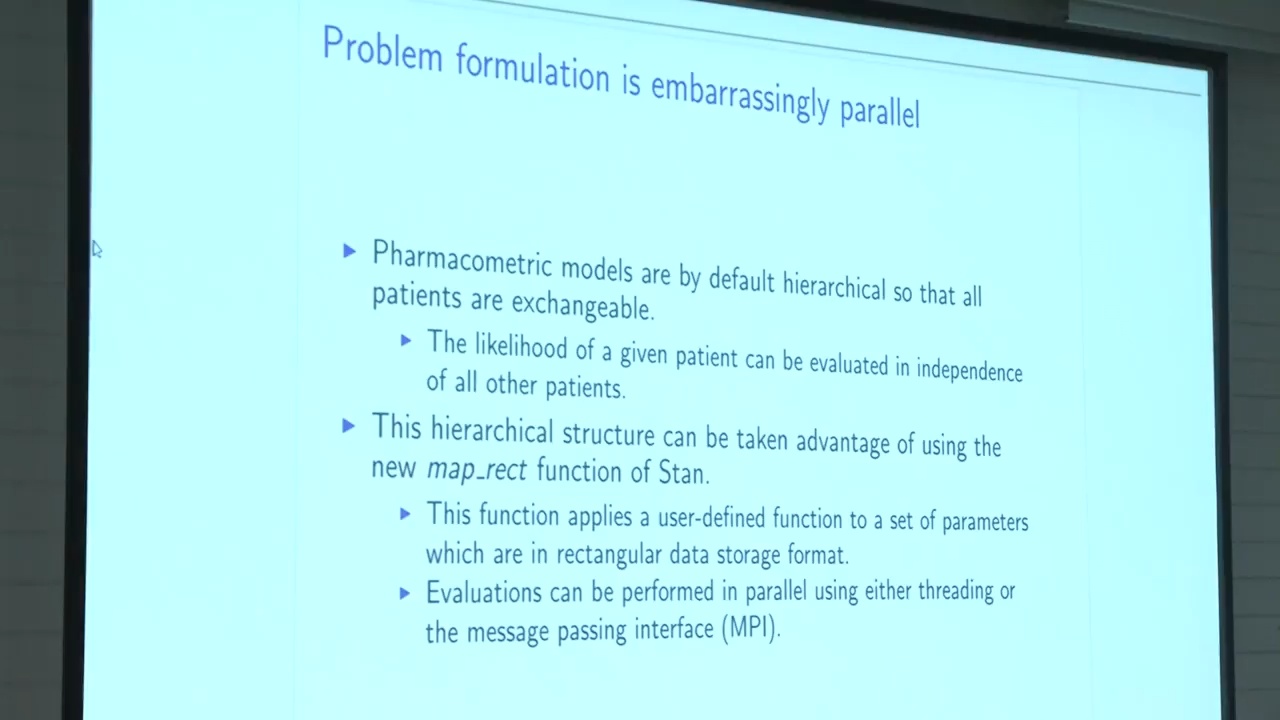 Problem formulation is embarrassingly parallel
Pharmacometric models are by default hierarchical so that all
patients are exchangeable.
The likelihood of a given patient can be evaluated in independence
of all other patients.
This hierarchical structure can be taken advantage of using the
new map_rect function of Stan.
This function applies a user-defined function to a set of parameters
which are in rectangular data storage format.
Evaluations can be performed in parallel using either threading or
the message passing interface (MPI).